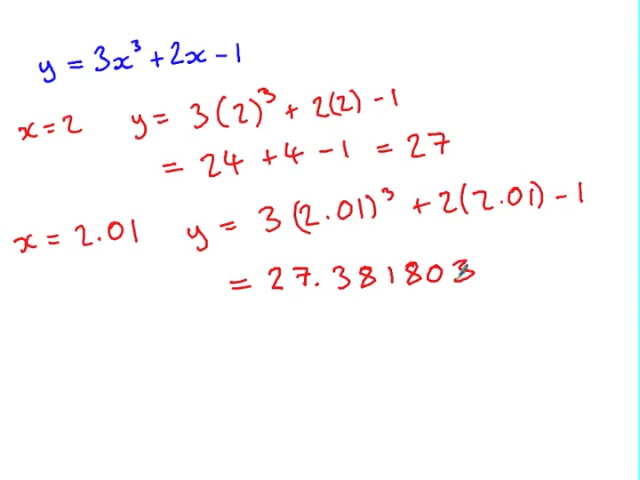 y = 3x³ + 2x - 1
x = 2 y = 3(2)³ + 2(2) - 1
= 24 + 4 - 1 = 27
x = 2.01 y = 3(2.01)³ + 2(2.01) - 1
= 27.381803